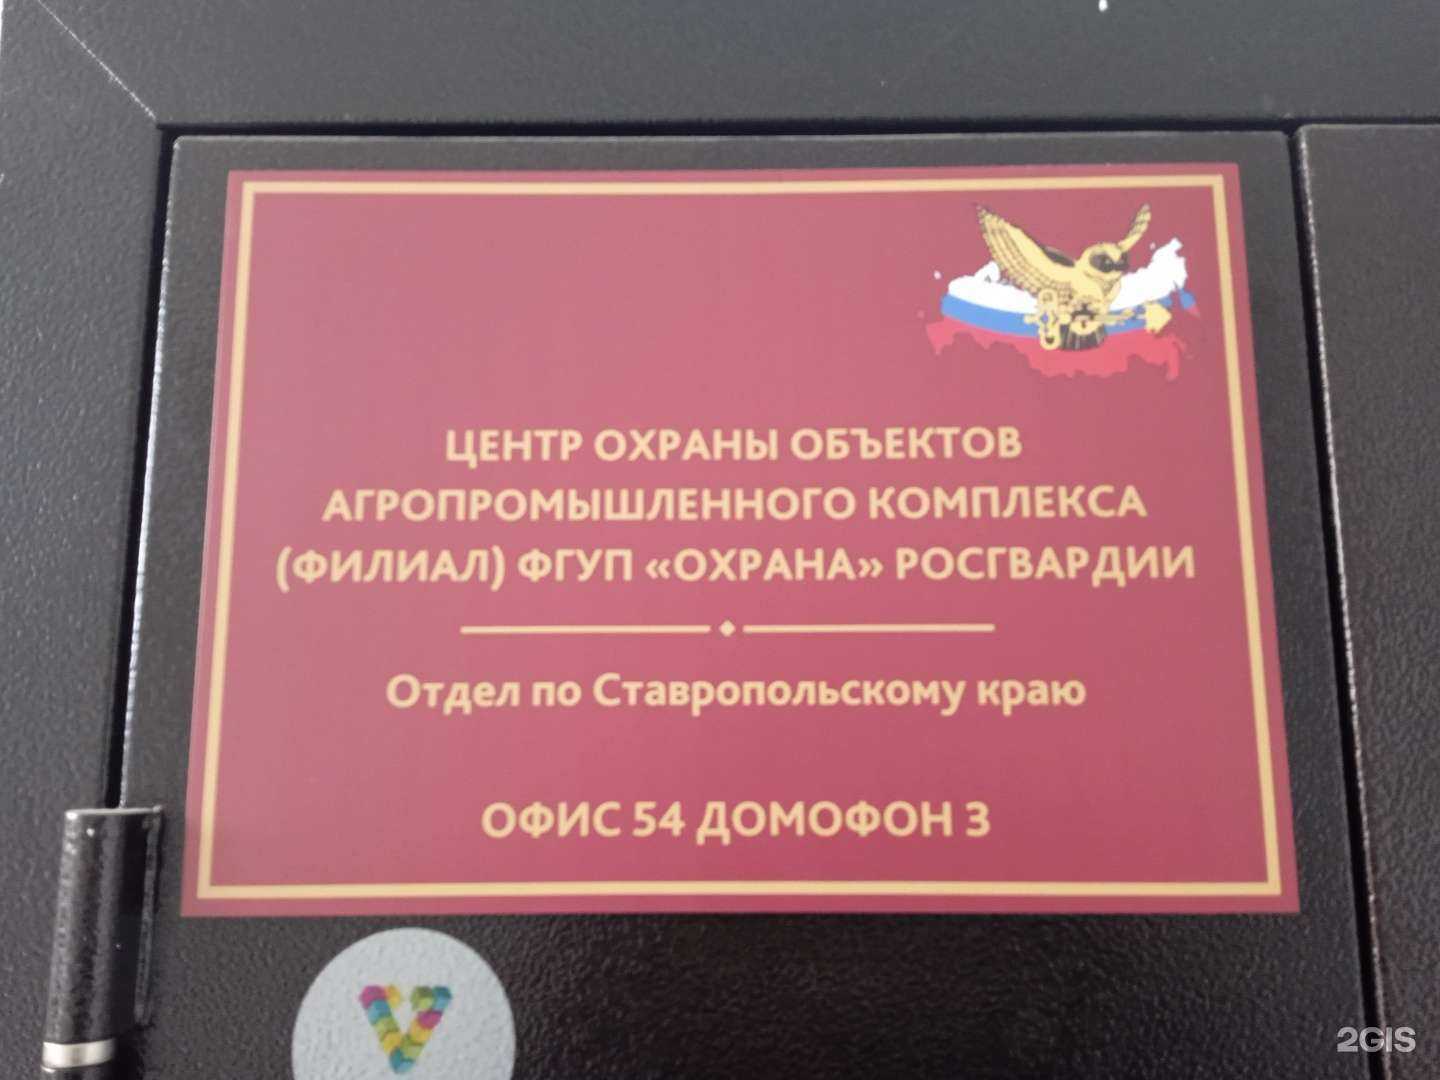 ЦЕНТР ОХРАНЫ ОБЪЕКТОВ
АГРОПРОМЫШЛЕННОГО КОМПЛЕКСА
(ФИЛИАЛ) ФГУП «ОХРАНА» РОСГВАРДИИ
Отдел по Ставропольскому краю
ОФИС 54 ДОМОФОН 3
2GIS